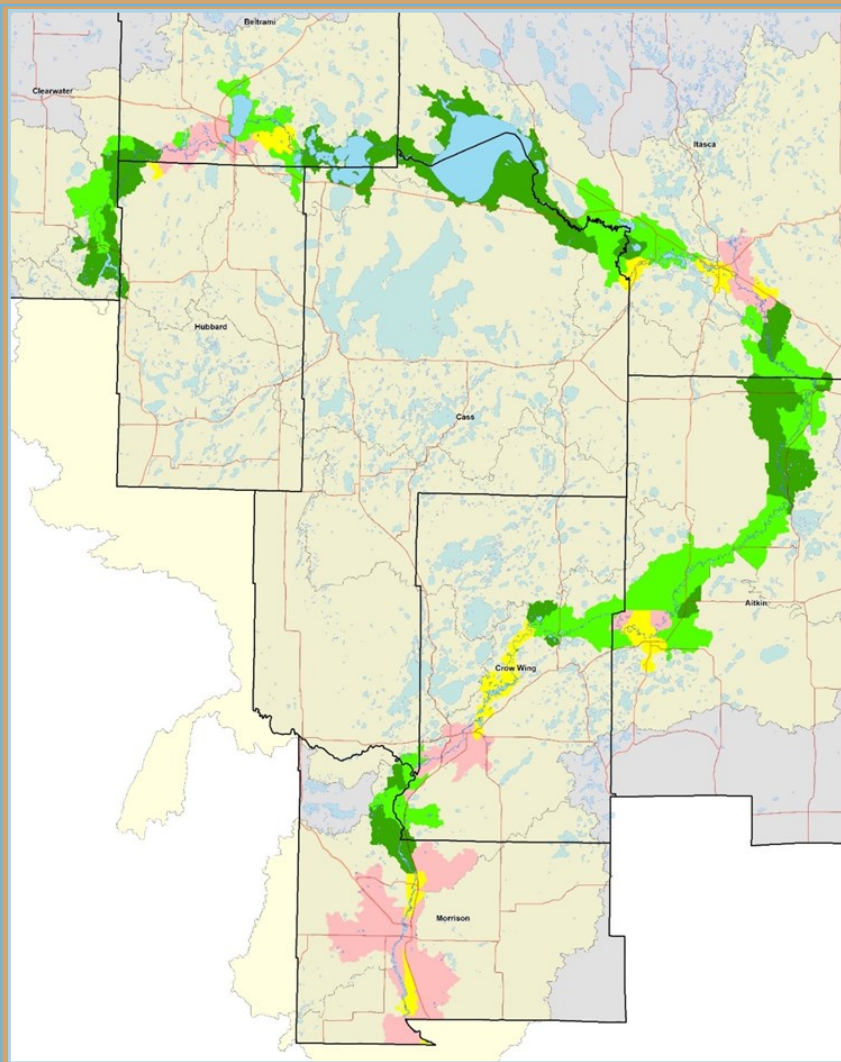 Beltrami
Clearwater
Itasca
Hubbard
Cass
Aitkin
Crow Wing
Morrison